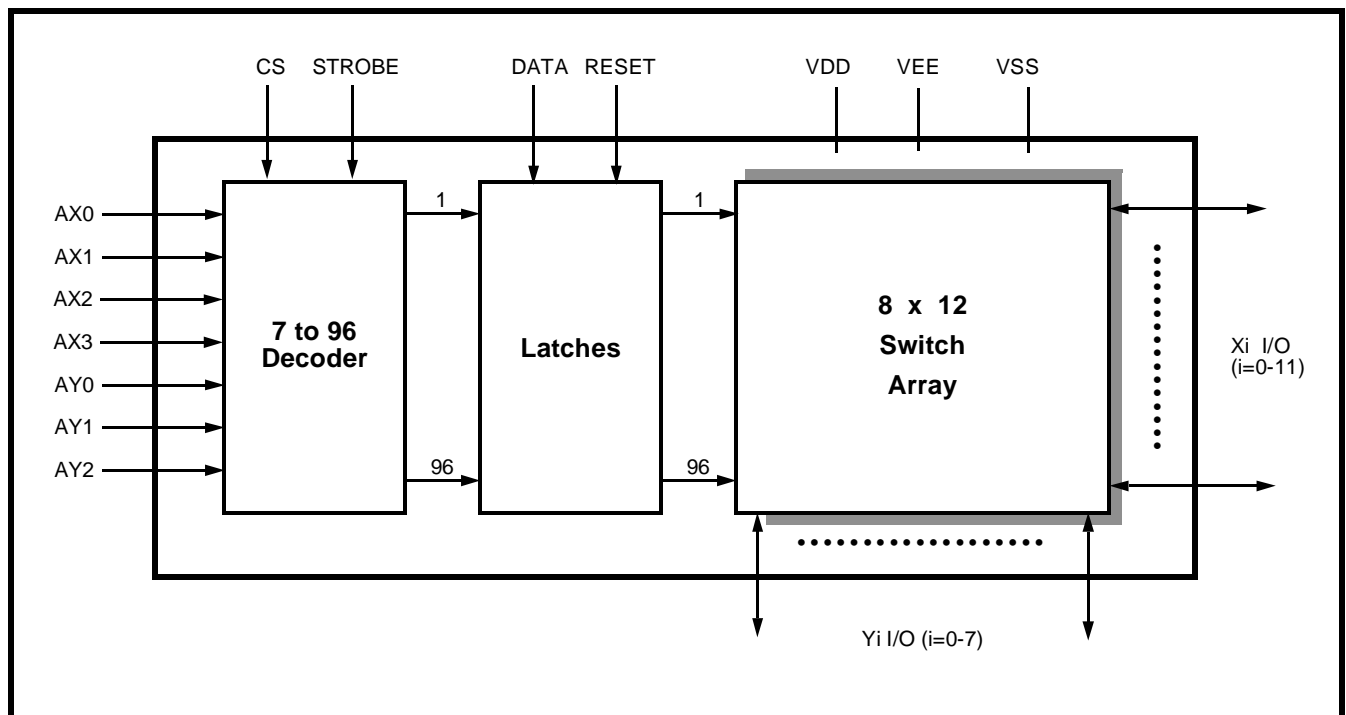 CS STROBE DATA RESET VDD VEE VSS
AX0
AX1
AX2
AX3
AY0
AY1
AY2
7 to 96
Decoder
1
96
Latches
1
96
8 x 12
Switch
Array
Xi I/O
(i=0-11)
Yi I/O (i=0-7)